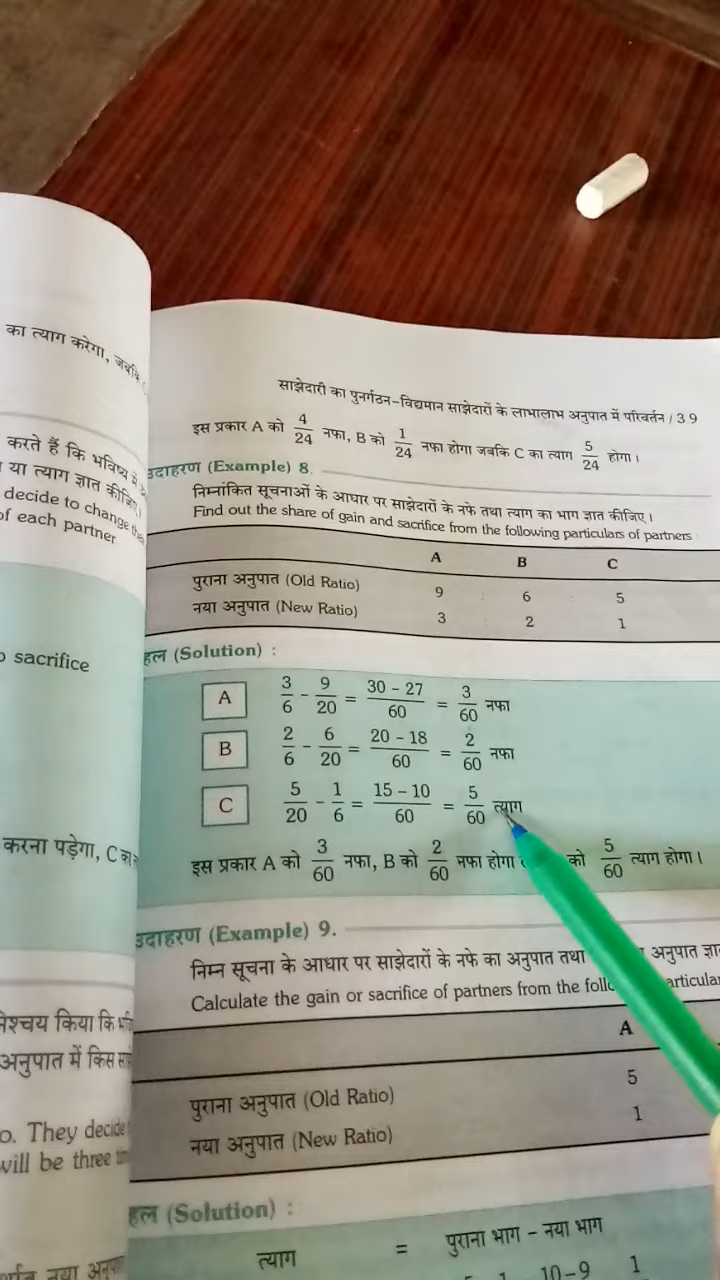 का त्याग करेगा, जबकि
करते हैं कि भविष्य में
या त्याग ज्ञात कीजिए।
decide to change
of each partner
sacrifice
करना पड़ेगा, C का
निश्चय किया कि
अनुपात में किस
o. They decide
will be three
नया
साझेदारी का पुनर्गठन-विद्यमान साझेदारों के लाभालाभ अनुपात में परिवर्तन / 39
इस प्रकार A को 4/24 नफा, B को 1/24 नफा होगा जबकि C का त्याग 5/24 होगा।
उदाहरण (Example) 8.
निम्नांकित सूचनाओं के आधार पर साझेदारों के नफे तथा त्याग का भाग ज्ञात कीजिए।
Find out the share of gain and sacrifice from the following particulars of partners
A B C
पुराना अनुपात (Old Ratio) 9 : 6 : 5
नया अनुपात (New Ratio) 3 2 1
हल (Solution) :
A 3/6 - 9/20 = 30 - 27/60 = 3/60 नफा
B 2/6 - 6/20 = 20 - 18/60 = 2/60 नफा
C 5/20 - 1/6 = 15 - 10/60 = 5/60 त्याग
इस प्रकार A को 3/60 नफा, B को 2/60 नफा होगा को 5/60 त्याग होगा।
उदाहरण (Example) 9.
निम्न सूचना के आधार पर साझेदारों के नफे का अनुपात तथा अनुपात
Calculate the gain or sacrifice of partners from the
A
पुराना अनुपात (Old Ratio) 5
नया अनुपात (New Ratio) 1
हल (Solution) :
त्याग = पुराना भाग - नया भाग
10-9 1